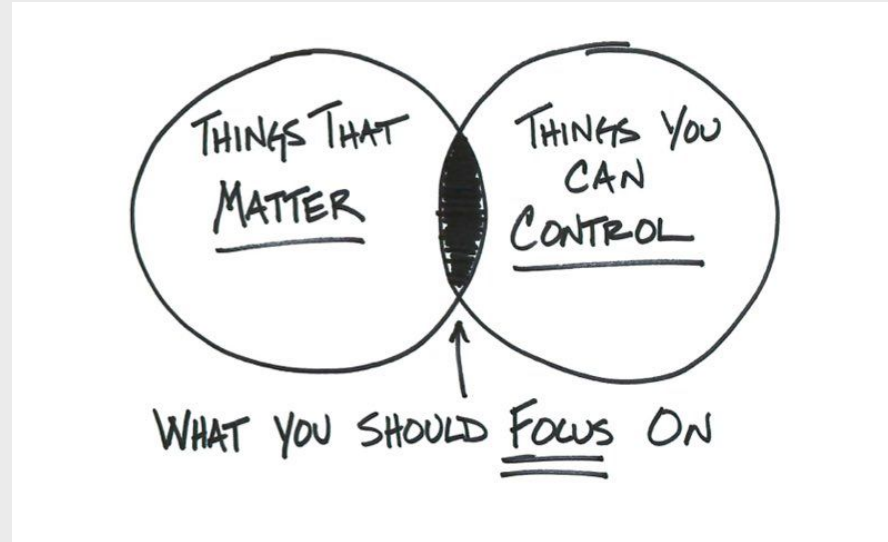 THINGS THAT
MATTER
THINGS YOU
CAN
CONTROL
WHAT YOU SHOULD FOCUS ON